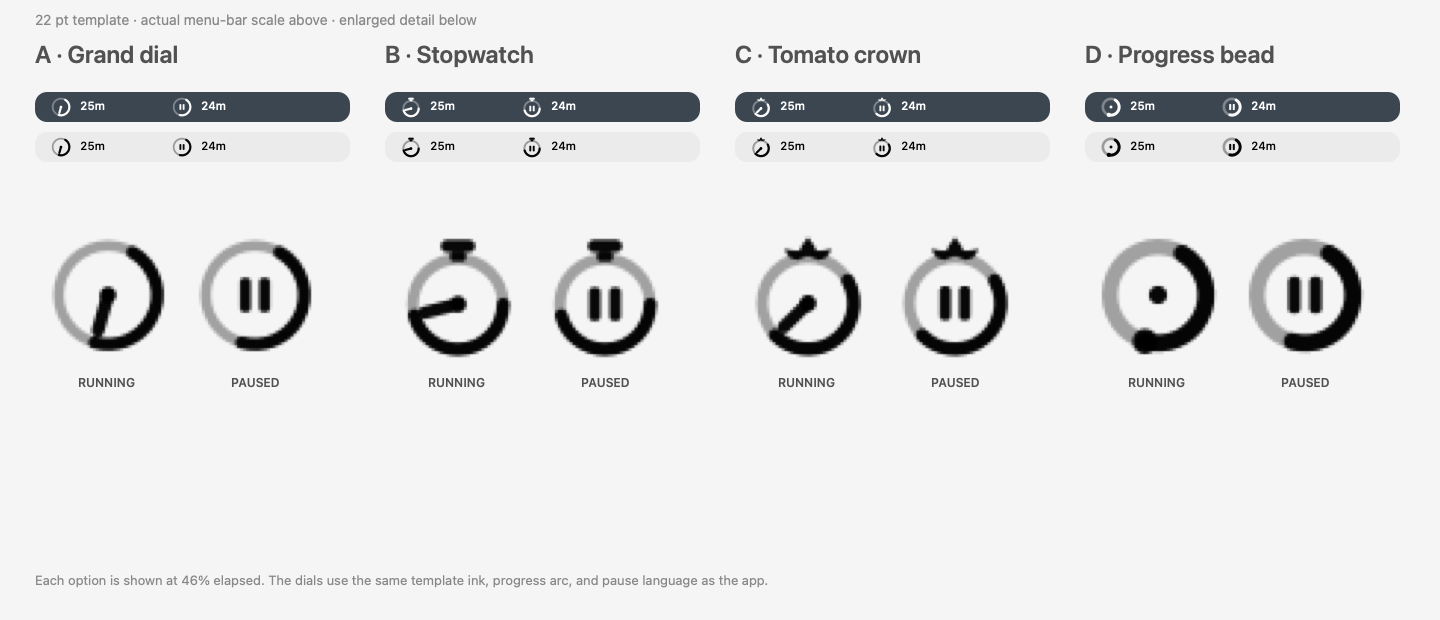 22 pt template · actual menu-bar scale above · enlarged detail below
A · Grand dial
25m 24m
25m 24m
RUNNING PAUSED
B · Stopwatch
25m 24m
25m 24m
RUNNING PAUSED
C · Tomato crown
25m 24m
25m 24m
RUNNING PAUSED
D · Progress bead
25m 24m
25m 24m
RUNNING PAUSED
Each option is shown at 46% elapsed. The dials use the same template ink, progress arc, and pause language as the app.